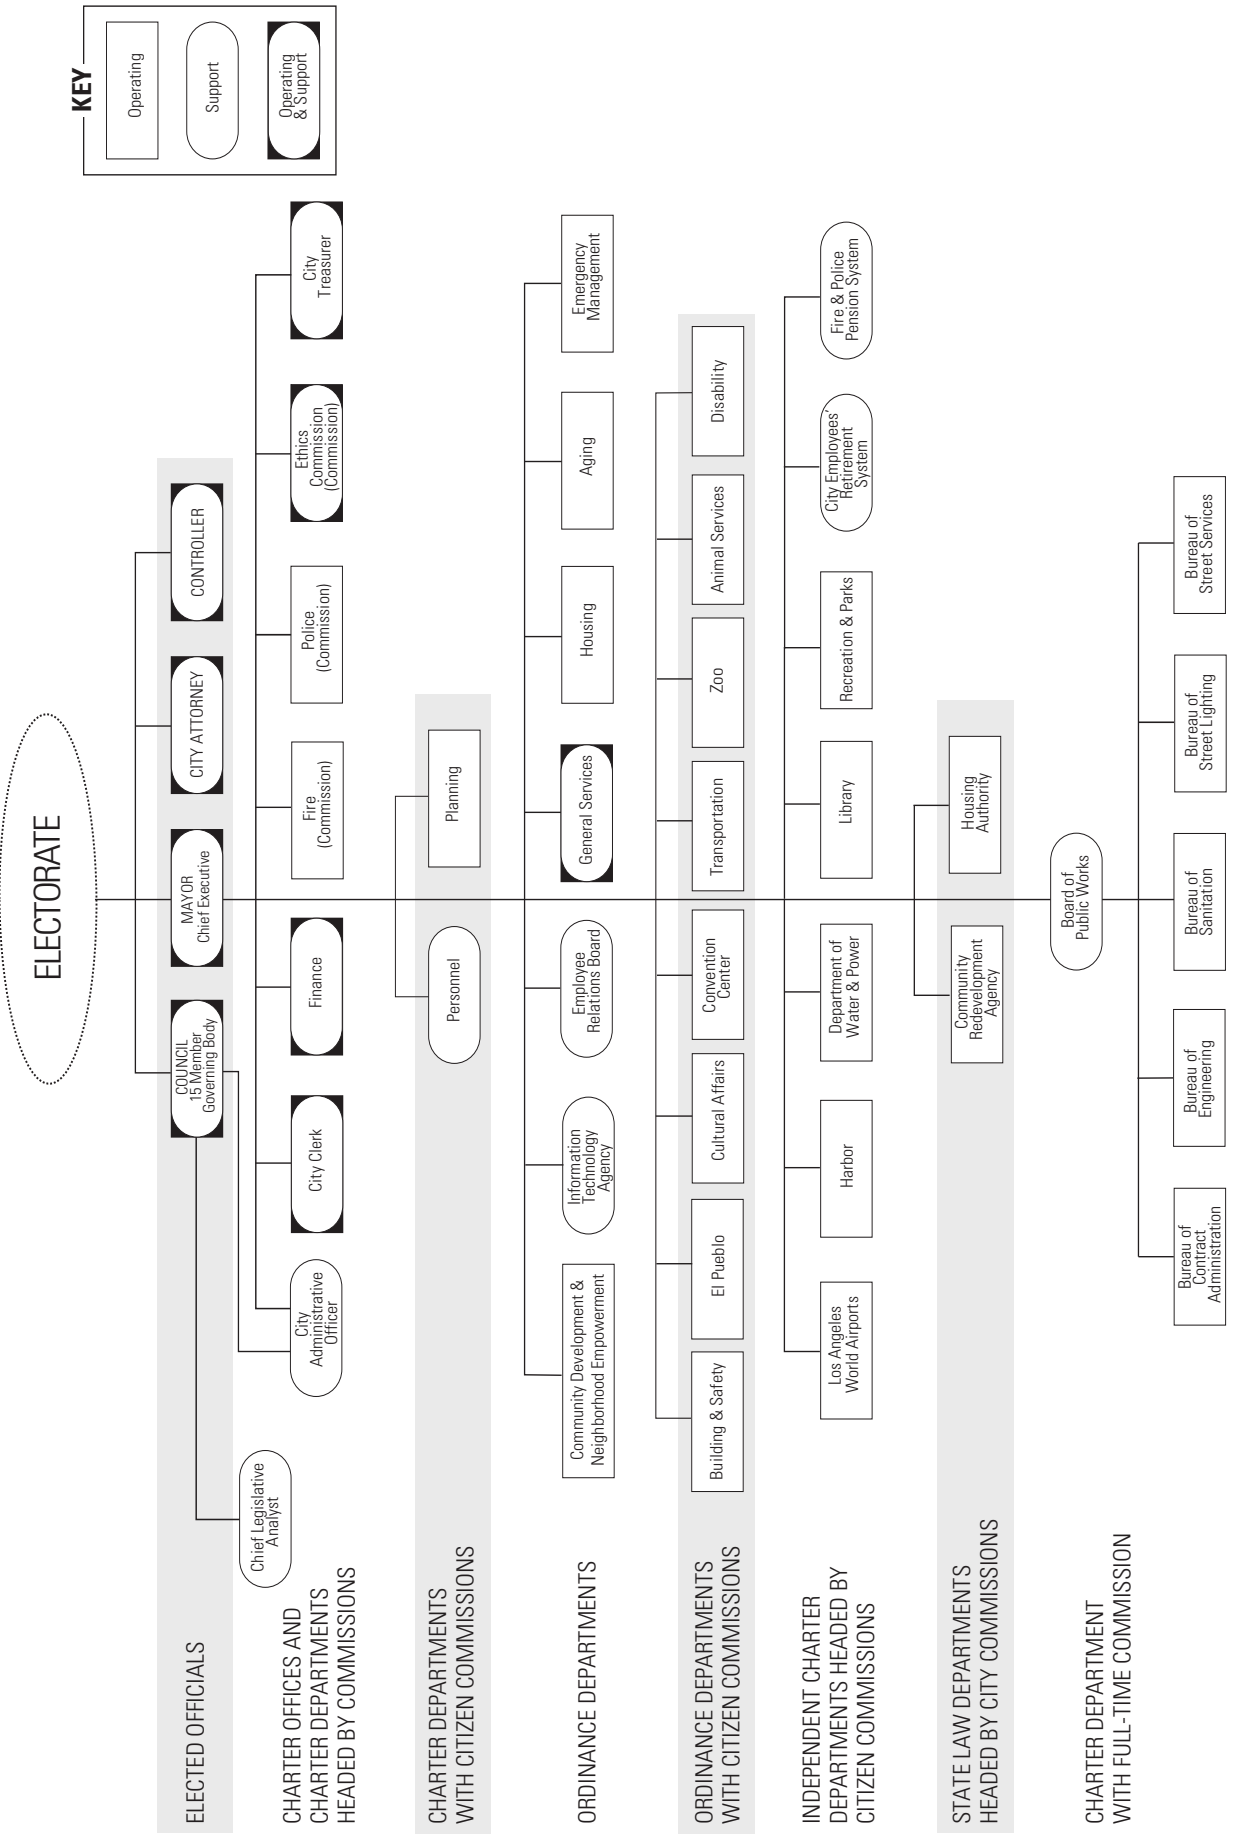 ELECTORATE
KEY
Operating
Support
Operating
& Support
ELECTED OFFICIALS
COUNCIL
15 Member
Governing Body
MAYOR
Chief Executive
CITY ATTORNEY
CONTROLLER
Chief Legislative
Analyst
CHARTER OFFICES AND
CHARTER DEPARTMENTS
HEADED BY COMMISSIONS
City
Administrative
Officer
City Clerk
Finance
Fire
(Commission)
Police
(Commission)
Ethics
Commission
(Commission)
City
Treasurer
CHARTER DEPARTMENTS
WITH CITIZEN COMMISSIONS
Personnel
Planning
ORDINANCE DEPARTMENTS
Community Development &
Neighborhood Empowerment
Information
Technology
Agency
Employee
Relations Board
General Services
Housing
Aging
Emergency
Management
ORDINANCE DEPARTMENTS
WITH CITIZEN COMMISSIONS
Building & Safety
El Pueblo
Cultural Affairs
Convention
Center
Transportation
Zoo
Animal Services
Disability
INDEPENDENT CHARTER
DEPARTMENTS HEADED BY
CITIZEN COMMISSIONS
Los Angeles
World Airports
Harbor
Department of
Water & Power
Library
Recreation & Parks
City Employees'
Retirement
System
Fire & Police
Pension System
STATE LAW DEPARTMENTS
HEADED BY CITY COMMISSIONS
Community
Redevelopment
Agency
Housing
Authority
CHARTER DEPARTMENT
WITH FULL-TIME COMMISSION
Board of
Public Works
Bureau of
Contract
Administration
Bureau of
Engineering
Bureau of
Sanitation
Bureau of
Street Lighting
Bureau of
Street Services